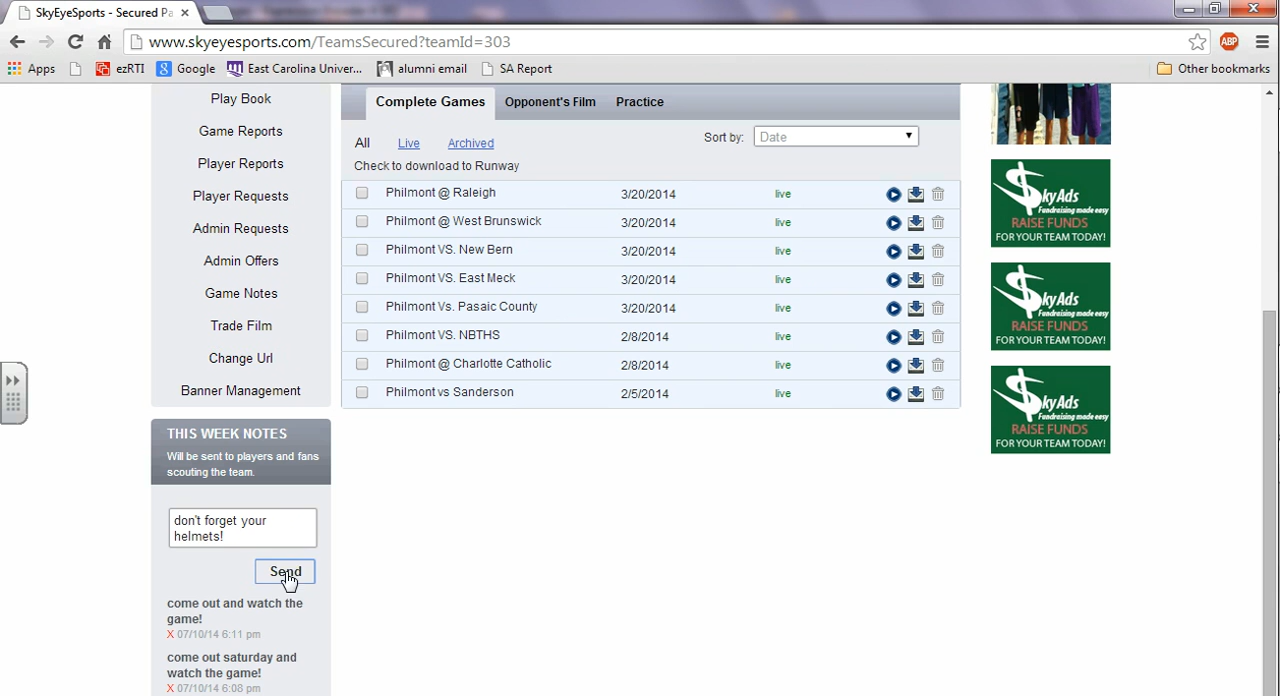 SkyEyeSports - Secured Pa
www.skyeyesports.com/TeamsSecured?teamId=303
ABP
Apps ezRTI Google East Carolina Univer... alumni email SA Report Other bookmarks
Play Book
Game Reports
Player Reports
Player Requests
Admin Requests
Admin Offers
Game Notes
Trade Film
Change Url
Banner Management
THIS WEEK NOTES
Will be sent to players and fans
scouting the team.
don't forget your
helmets!
Send
come out and watch the
game!
X 07/10/14 6:11 pm
come out saturday and
watch the game!
X 07/10/14 6:08 pm
Complete Games Opponent's Film Practice
All Live Archived Sort by: Date
Check to download to Runway
Philmont @ Raleigh 3/20/2014 live
Philmont @ West Brunswick 3/20/2014 live
Philmont VS. New Bern 3/20/2014 live
Philmont VS. East Meck 3/20/2014 live
Philmont Vs. Pasaic County 3/20/2014 live
Philmont VS. NBTHS 2/8/2014 live
Philmont @ Charlotte Catholic 2/8/2014 live
Philmont vs Sanderson 2/5/2014 live
SkyAds
Fundraising made easy
RAISE FUNDS
FOR YOUR TEAM TODAY!
SkyAds
Fundraising made easy
RAISE FUNDS
FOR YOUR TEAM TODAY!
SkyAds
Fundraising made easy
RAISE FUNDS
FOR YOUR TEAM TODAY!